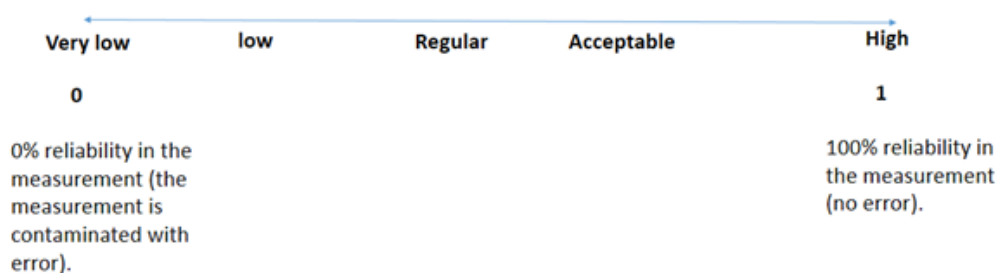 Very low low Regular Acceptable High
0 1
0% reliability in the
measurement (the
measurement is
contaminated with
error).
100% reliability in
the measurement
(no error).